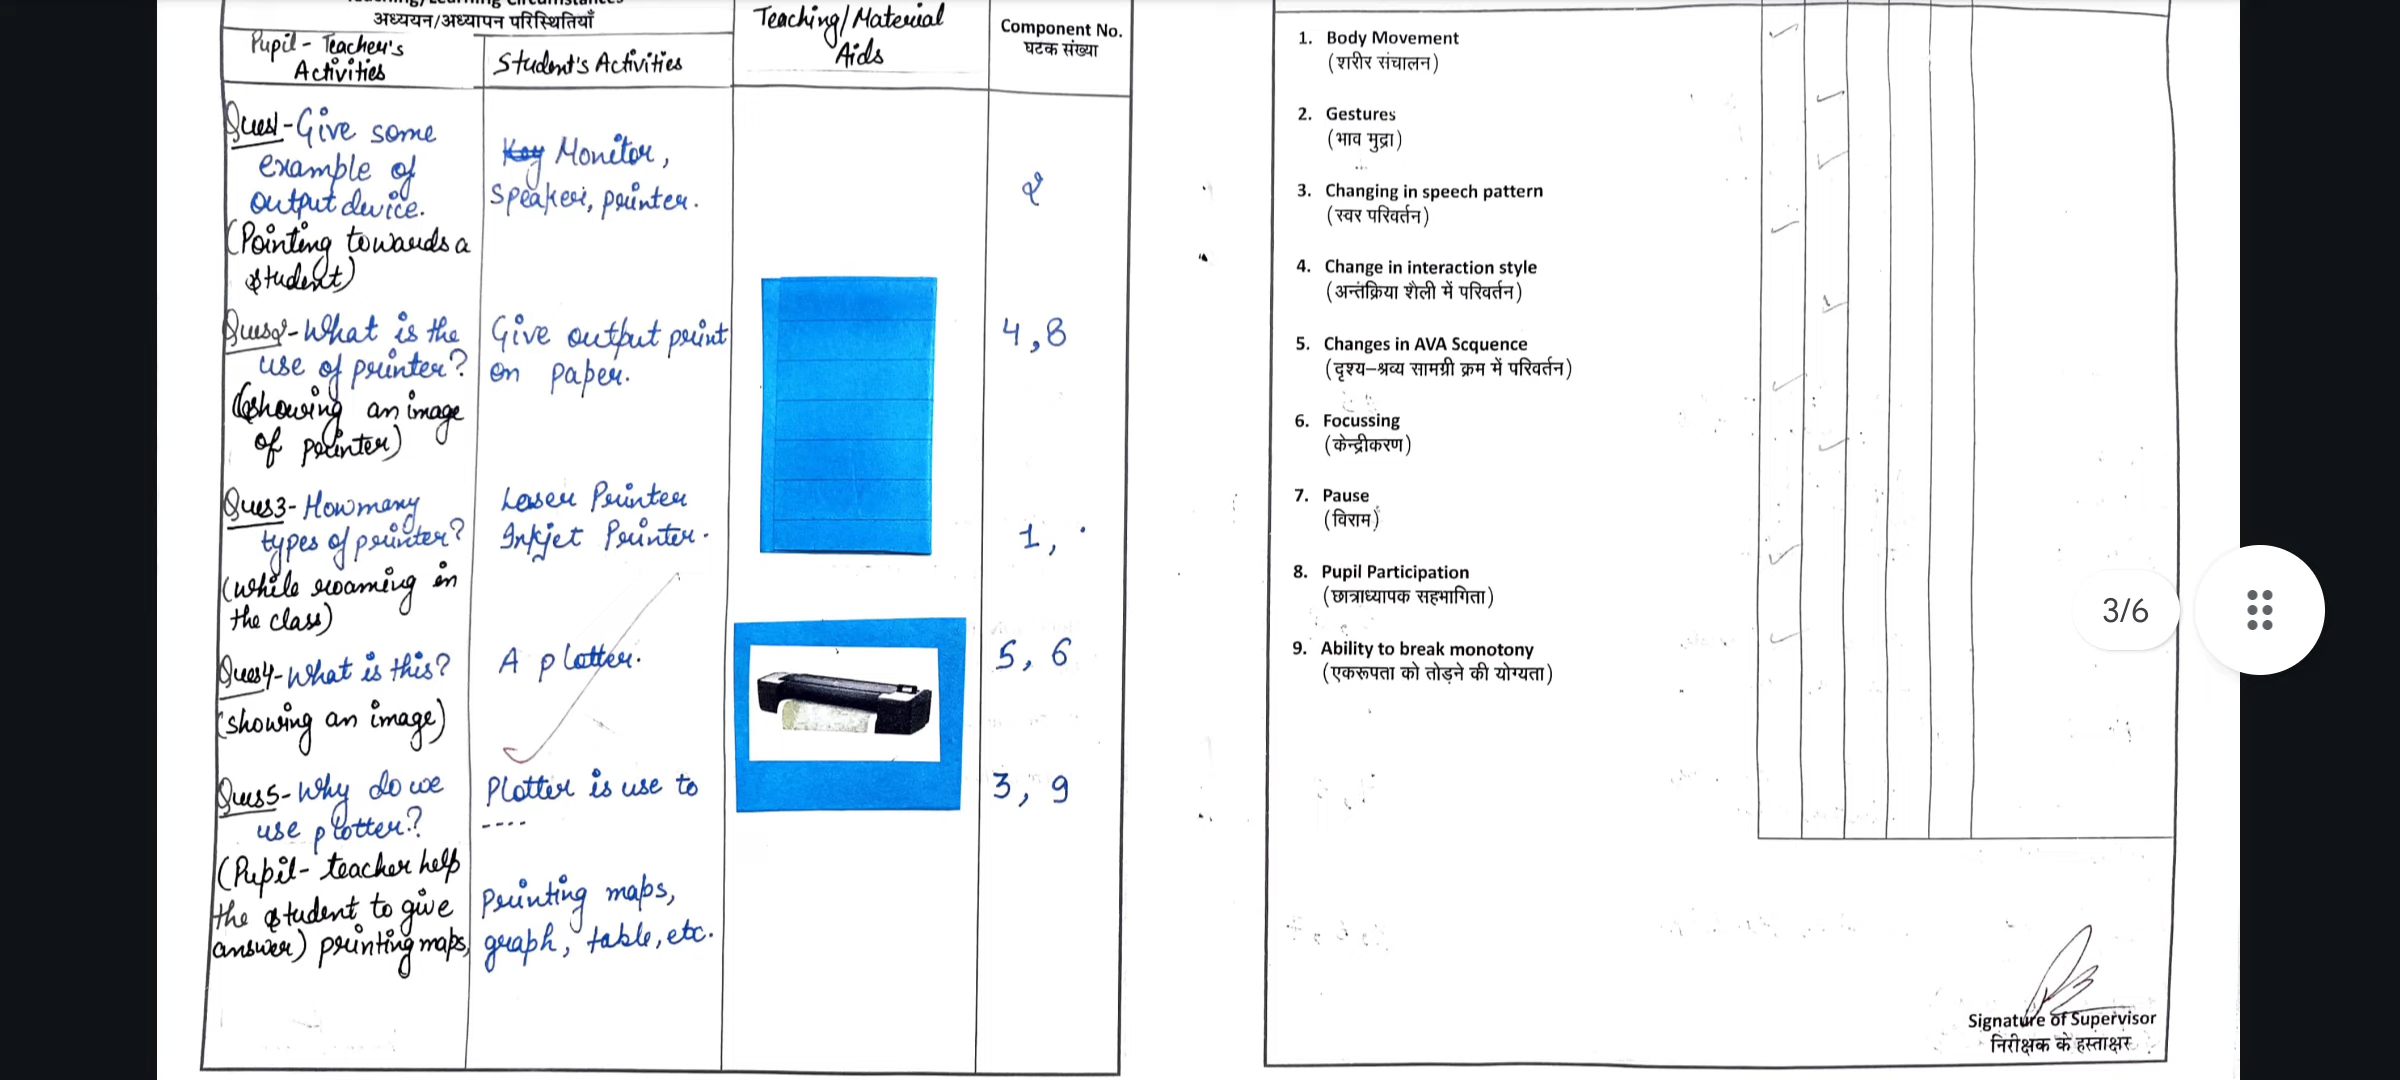 अध्ययन/अध्यापन परिस्थितियाँ
Pupil-Teacher's
Activities
Student's Activities
Teaching/Material
Aids
Component No.
घटक संख्या
Ques1-Give some
example of
output device.
(Pointing towards a
student)
Monitor,
Speaker, printer.
2
Ques2-What is the
use of printer?
(showing an image
of printer)
Give output print
on paper.
4,8
Ques3-How many
types of printer?
(while roaming in
the class)
Laser Printer
Inkjet Printer.
1,
Ques4-What is this?
(showing an image)
A plotter.
5, 6
Ques5-Why do we
use plotter?
(Pupil-teacher help
the student to give
answer) printing maps,
Plotter is use to
----
Printing maps,
graph, table, etc.
3, 9
1. Body Movement
(शरीर संचालन)
2. Gestures
(भाव मुद्रा)
3. Changing in speech pattern
(स्वर परिवर्तन)
4. Change in interaction style
(अन्तक्रिया शैली में परिवर्तन)
5. Changes in AVA Scquence
(दृश्य-श्रव्य सामग्री क्रम में परिवर्तन)
6. Focussing
(केन्द्रीकरण)
7. Pause
(विराम)
8. Pupil Participation
(छात्राध्यापक सहभागिता)
9. Ability to break monotony
(एकरूपता को तोड़ने की योग्यता)
Signature of Supervisor
निरीक्षक के हस्ताक्षर
3/6